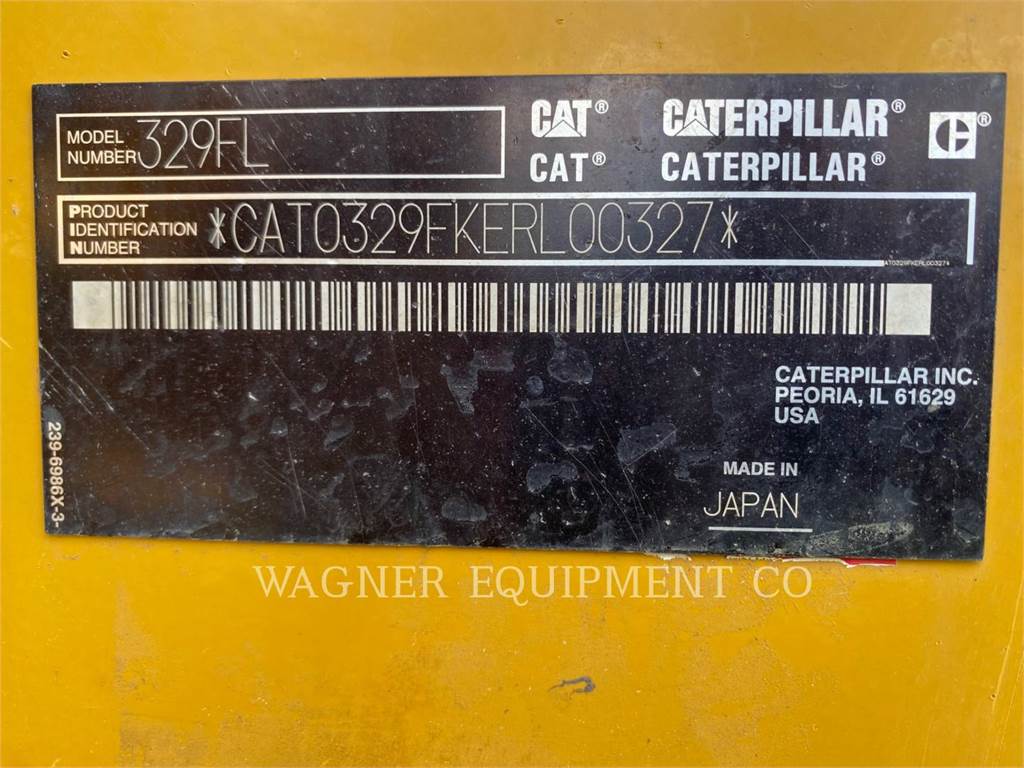 MODEL
NUMBER 329FL
CAT® CATERPILLAR® ®
CAT® CATERPILLAR®
PRODUCT
IDENTIFICATION
NUMBER
*CAT0329FKERL00327*
AT0329FKERL00327*
CATERPILLAR INC.
PEORIA, IL 61629
USA
239-6986X-3
MADE IN
JAPAN
WAGNER EQUIPMENT CO